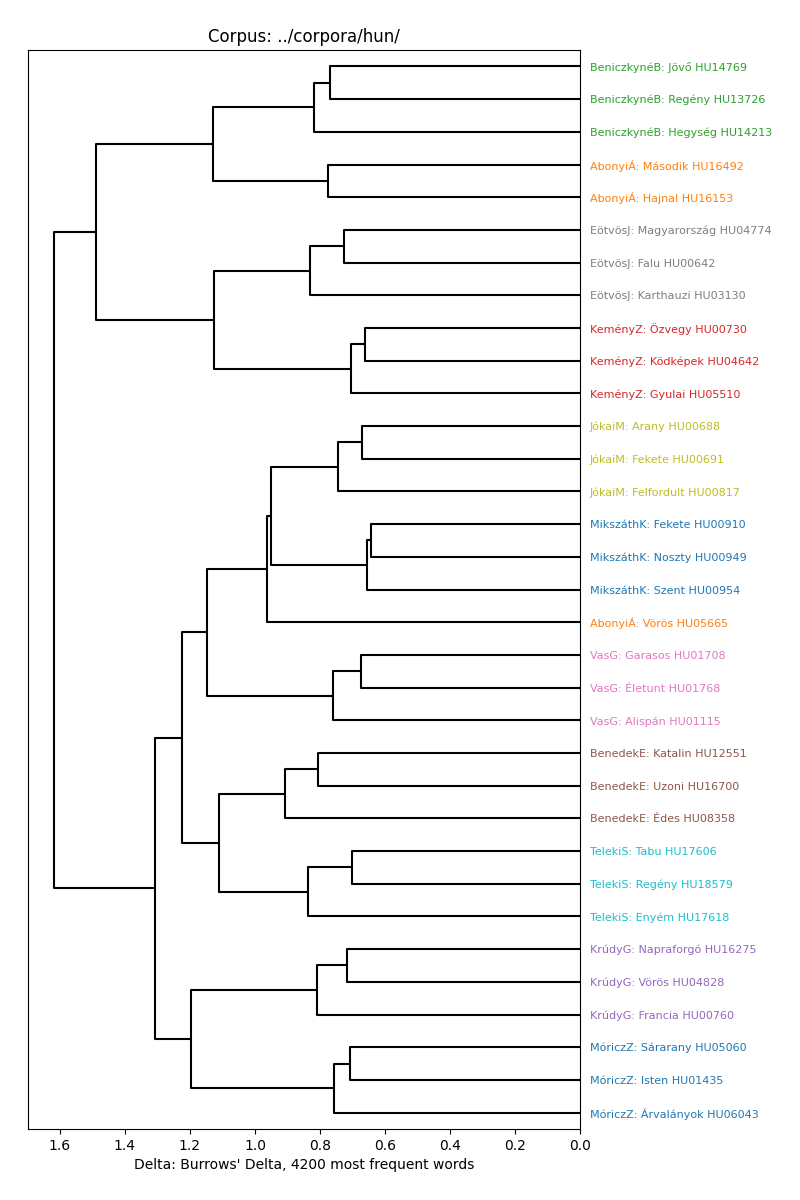 Corpus: ../corpora/hun/
BeniczkynéB: Jövő HU14769
BeniczkynéB: Regény HU13726
BeniczkynéB: Hegység HU14213
AbonyiÁ: Második HU16492
AbonyiÁ: Hajnal HU16153
EötvösJ: Magyarország HU04774
EötvösJ: Falu HU00642
EötvösJ: Karthauzi HU03130
KeményZ: Özvegy HU00730
KeményZ: Ködképek HU04642
KeményZ: Gyulai HU05510
JókaiM: Arany HU00688
JókaiM: Fekete HU00691
JókaiM: Felfordult HU00817
MikszáthK: Fekete HU00910
MikszáthK: Noszty HU00949
MikszáthK: Szent HU00954
AbonyiÁ: Vörös HU05665
VasG: Garasos HU01708
VasG: Életunt HU01768
VasG: Alispán HU01115
BenedekE: Katalin HU12551
BenedekE: Uzoni HU16700
BenedekE: Édes HU08358
TelekiS: Tabu HU17606
TelekiS: Regény HU18579
TelekiS: Enyém HU17618
KrúdyG: Napraforgó HU16275
KrúdyG: Vörös HU04828
KrúdyG: Francia HU00760
MóriczZ: Sárarany HU05060
MóriczZ: Isten HU01435
MóriczZ: Árvalányok HU06043
1.6 1.4 1.2 1.0 0.8 0.6 0.4 0.2 0.0
Delta: Burrows' Delta, 4200 most frequent words